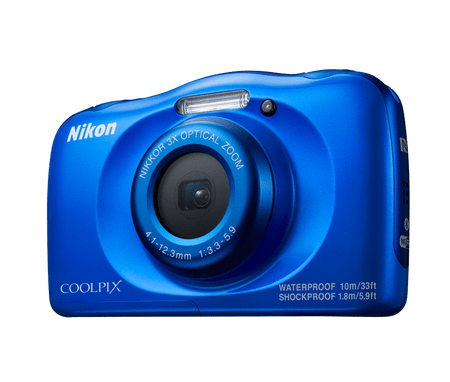 Nikon
NIKKOR 3X OPTICAL ZOOM
4.1-12.3mm 1:3.3-5.9
COOLPIX
WATERPROOF 10m/33ft
SHOCKPROOF 1.8m/5.9ft